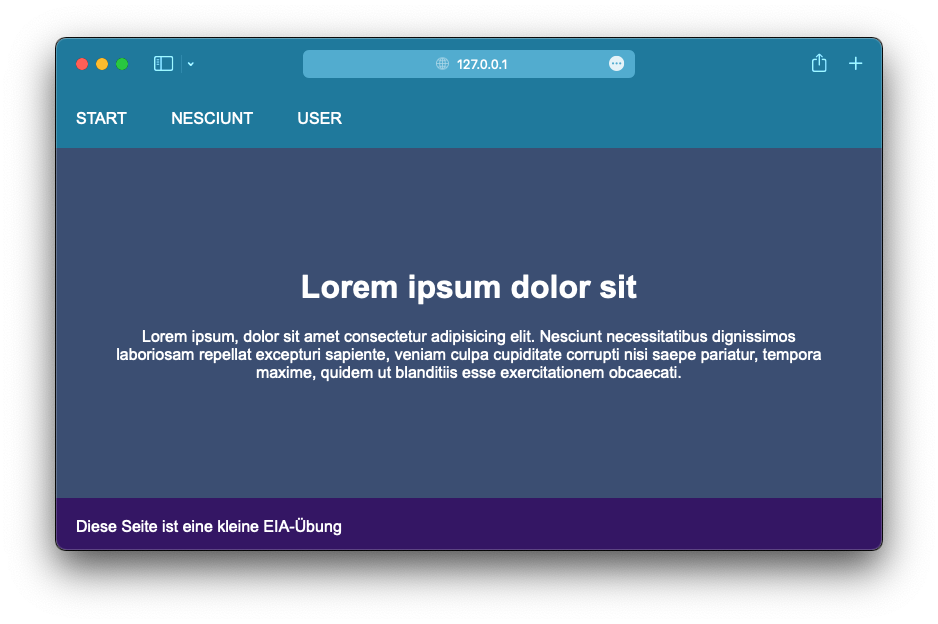 127.0.0.1
START NESCIUNT USER
Lorem ipsum dolor sit
Lorem ipsum, dolor sit amet consectetur adipisicing elit. Nesciunt necessitatibus dignissimos
laboriosam repellat excepturi sapiente, veniam culpa cupiditate corrupti nisi saepe pariatur, tempora
maxime, quidem ut blanditiis esse exercitationem obcaecati.
Diese Seite ist eine kleine EIA-Übung